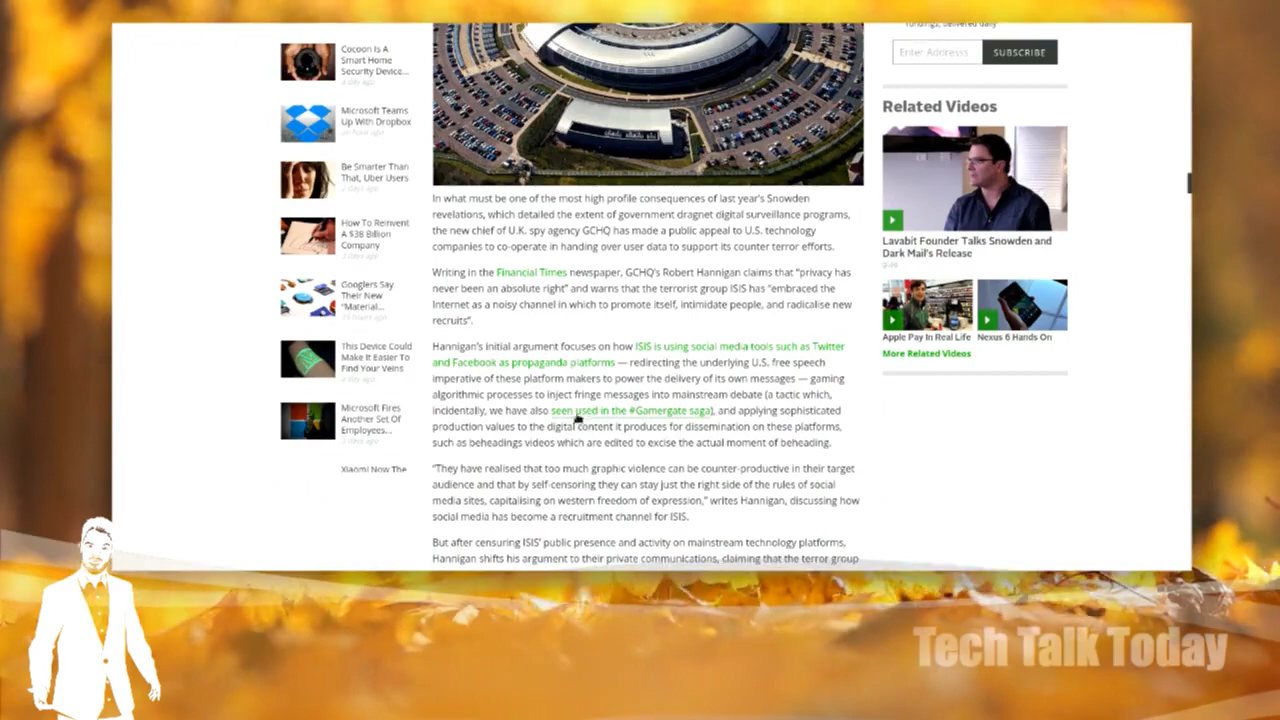 Cocoon Is A
Smart Home
Security Device...
a day ago
Microsoft Teams
Up With Dropbox
an hour ago
Be Smarter Than
That, Uber Users
2 days ago
How To Reinvent
A $38 Billion
Company
3 days ago
Googlers Say
Their New
"Material...
15 hours ago
This Device Could
Make It Easier To
Find Your Veins
a day ago
Microsoft Fires
Another Set Of
Employees...
5 days ago
Xiaomi Now The
In what must be one of the most high profile consequences of last year's Snowden
revelations, which detailed the extent of government dragnet digital surveillance programs,
the new chief of U.K. spy agency GCHQ has made a public appeal to U.S. technology
companies to co-operate in handing over user data to support its counter terror efforts.
Writing in the Financial Times newspaper, GCHQ's Robert Hannigan claims that "privacy has
never been an absolute right" and warns that the terrorist group ISIS has "embraced the
Internet as a noisy channel in which to promote itself, intimidate people, and radicalise new
recruits".
Hannigan's initial argument focuses on how ISIS is using social media tools such as Twitter
and Facebook as propaganda platforms — redirecting the underlying U.S. free speech
imperative of these platform makers to power the delivery of its own messages — gaming
algorithmic processes to inject fringe messages into mainstream debate (a tactic which,
incidentally, we have also seen used in the #Gamergate saga), and applying sophisticated
production values to the digital content it produces for dissemination on these platforms,
such as beheadings videos which are edited to excise the actual moment of beheading.
"They have realised that too much graphic violence can be counter-productive in their target
audience and that by self-censoring they can stay just the right side of the rules of social
media sites, capitalising on western freedom of expression," writes Hannigan, discussing how
social media has become a recruitment channel for ISIS.
But after censuring ISIS' public presence and activity on mainstream technology platforms,
Hannigan shifts his argument to their private communications, claiming that the terror group
fundings, delivered daily
Enter Addresss
SUBSCRIBE
Related Videos
Lavabit Founder Talks Snowden and
Dark Mail's Release
Apple Pay In Real Life
Nexus 6 Hands On
More Related Videos
Tech Talk Today